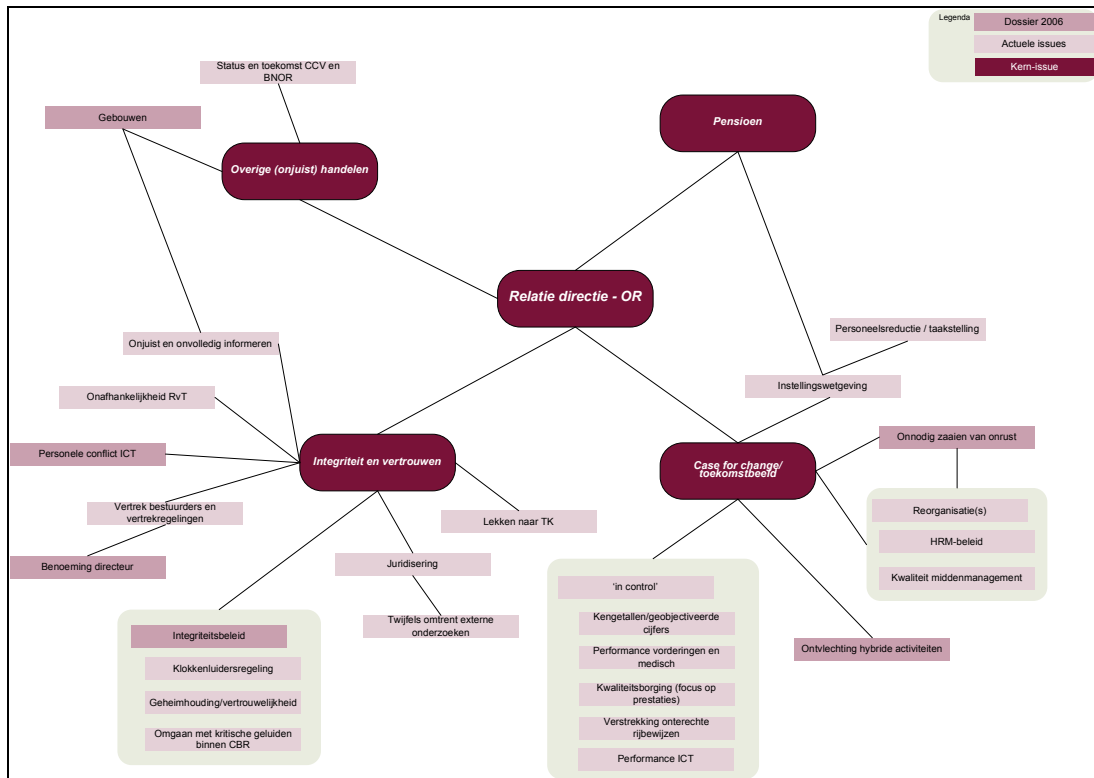 Legenda
Dossier 2006
Actuele issues
Kern-issue
Status en toekomst CCV en
BNOR
Gebouwen
Pensioen
Overige (onjuist) handelen
Relatie directie - OR
Personeelsreductie / taakstelling
Onjuist en onvolledig informeren
Instellingswetgeving
Onafhankelijkheid RvT
Onnodig zaaien van onrust
Personele conflict ICT
Integriteit en vertrouwen
Case for change/
toekomstbeeld
Vertrek bestuurders en
vertrekregelingen
Lekken naar TK
Reorganisatie(s)
HRM-beleid
Kwaliteit middenmanagement
Benoeming directeur
Juridisering
'in control'
Twijfels omtrent externe
onderzoeken
Kengetallen/geobjectiveerde
cijfers
Integriteitsbeleid
Performance vorderingen en
medisch
Ontvlechting hybride activiteiten
Klokkenluidersregeling
Kwaliteitsborging (focus op
prestaties)
Geheimhouding/vertrouwelijkheid
Verstrekking onterechte
rijbewijzen
Omgaan met kritische geluiden
binnen CBR
Performance ICT